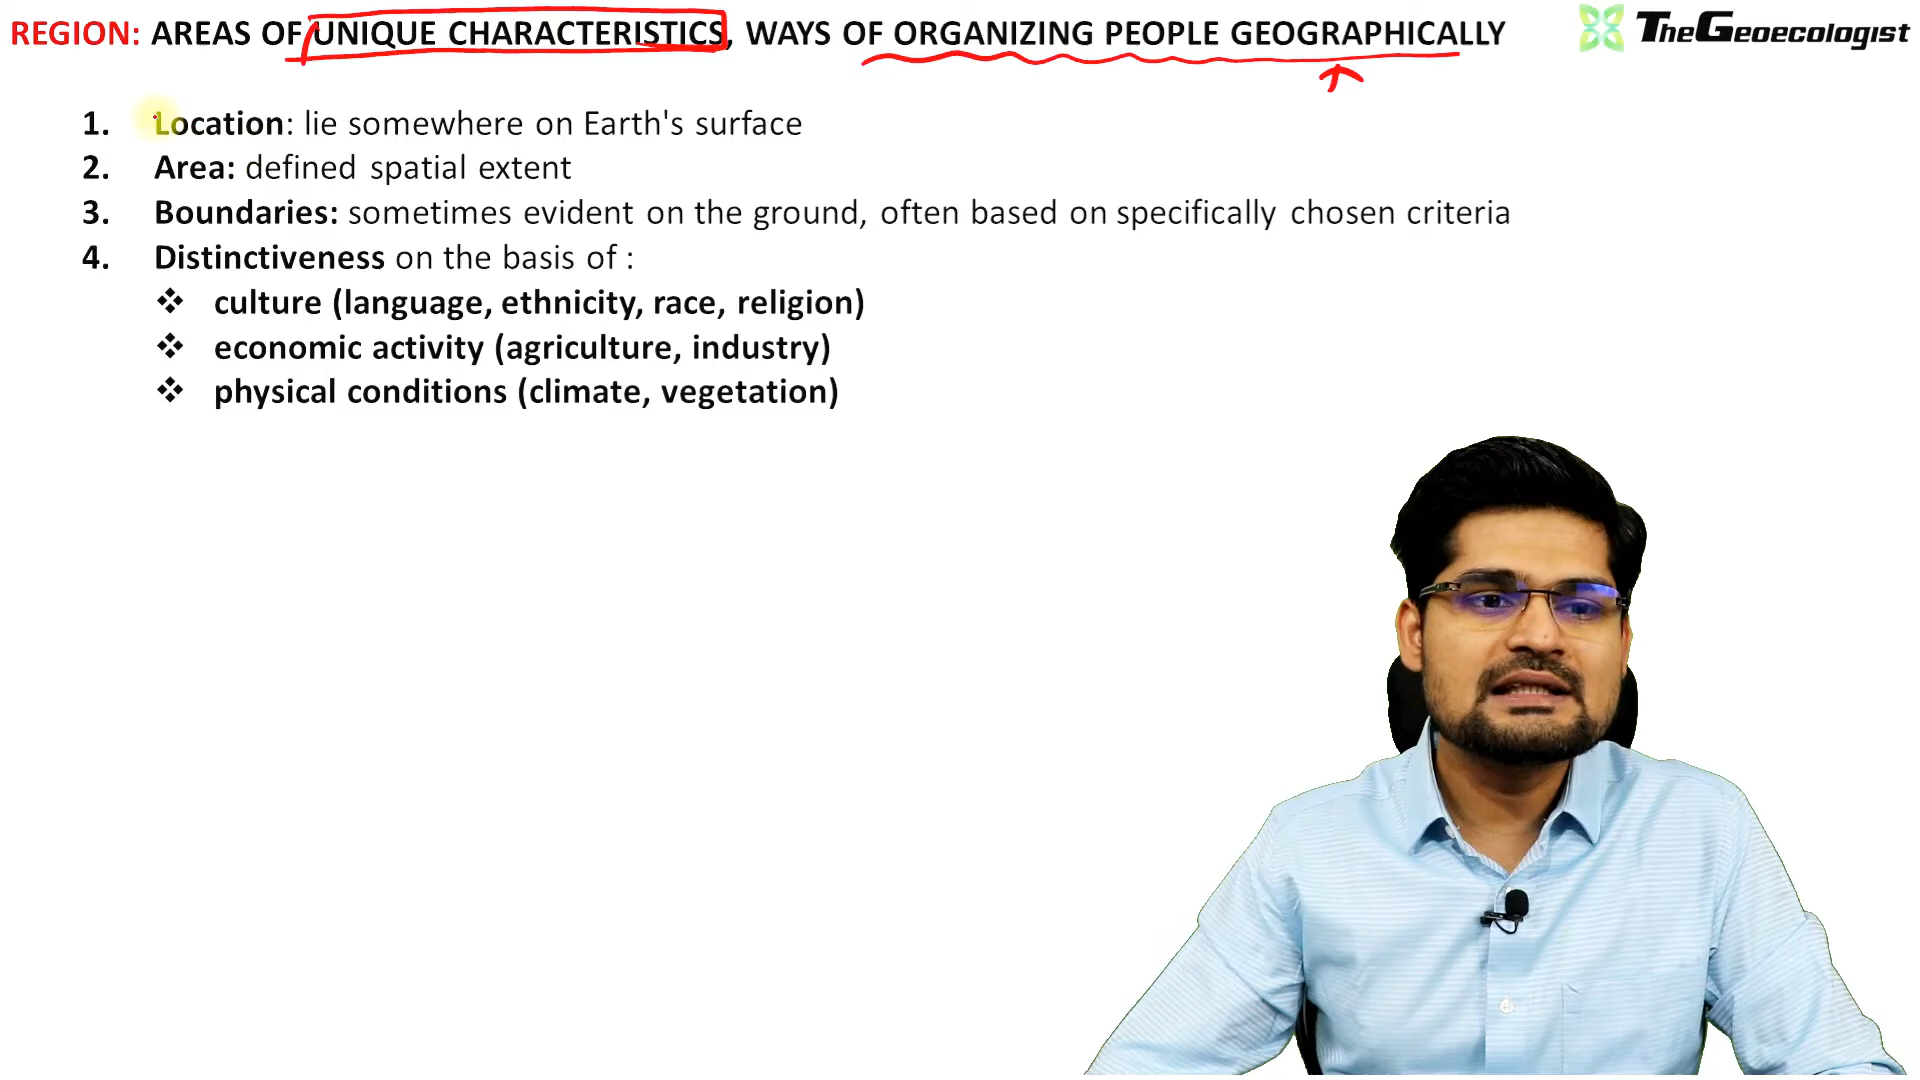 REGION: AREAS OF UNIQUE CHARACTERISTICS, WAYS OF ORGANIZING PEOPLE GEOGRAPHICALLY
TheGeoecologist
1. Location: lie somewhere on Earth's surface
2. Area: defined spatial extent
3. Boundaries: sometimes evident on the ground, often based on specifically chosen criteria
4. Distinctiveness on the basis of :
❖ culture (language, ethnicity, race, religion)
❖ economic activity (agriculture, industry)
❖ physical conditions (climate, vegetation)